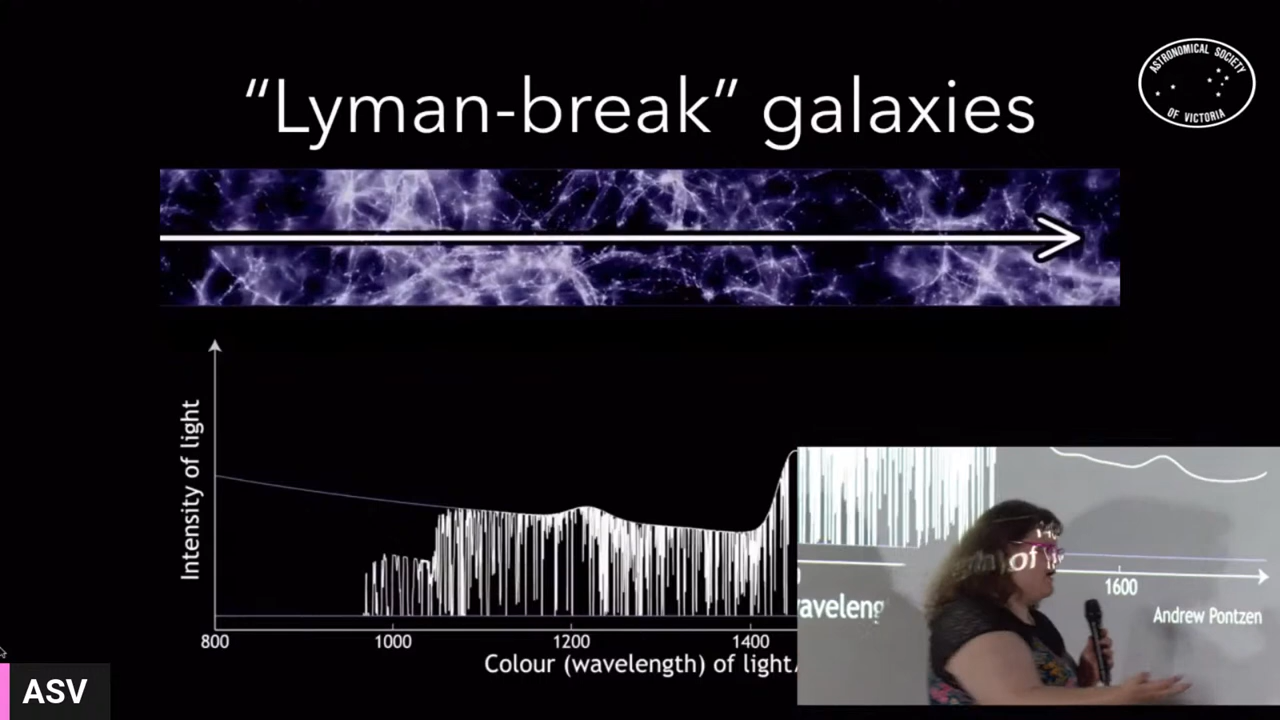 “Lyman-break” galaxies
ASTRONOMICAL SOCIETY
OF VICTORIA
Intensity of light
800
1000
1200
1400
Colour (wavelength) of light
1600
Andrew Pontzen
of
ASV